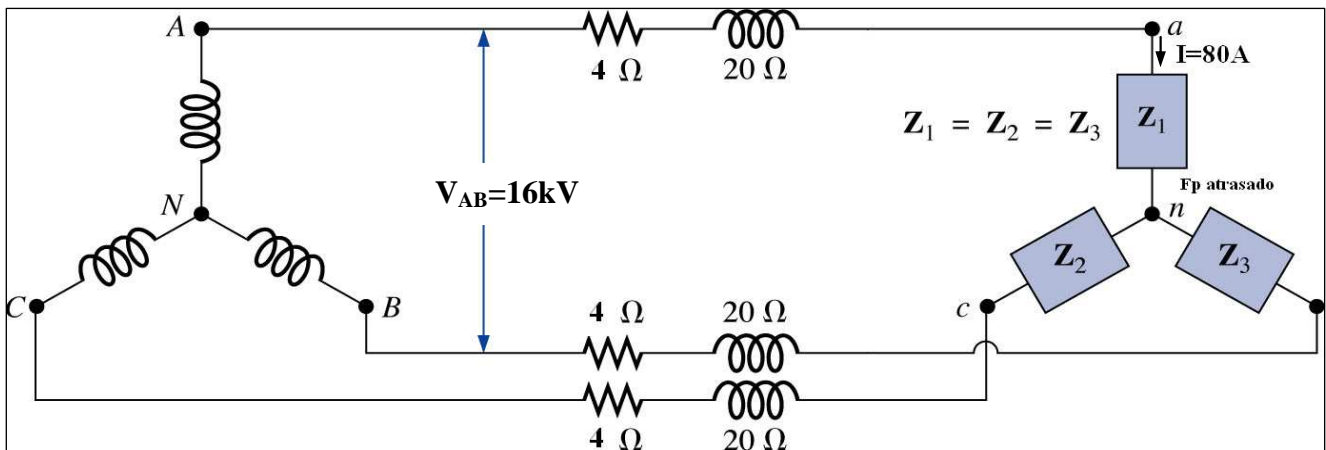 A
a
4 Ω
20 Ω
I=80A
Z1 = Z2 = Z3
Z1
VAB=16kV
Fp atrasado
N
n
Z2
Z3
C
B
4 Ω
20 Ω
c
4 Ω
20 Ω